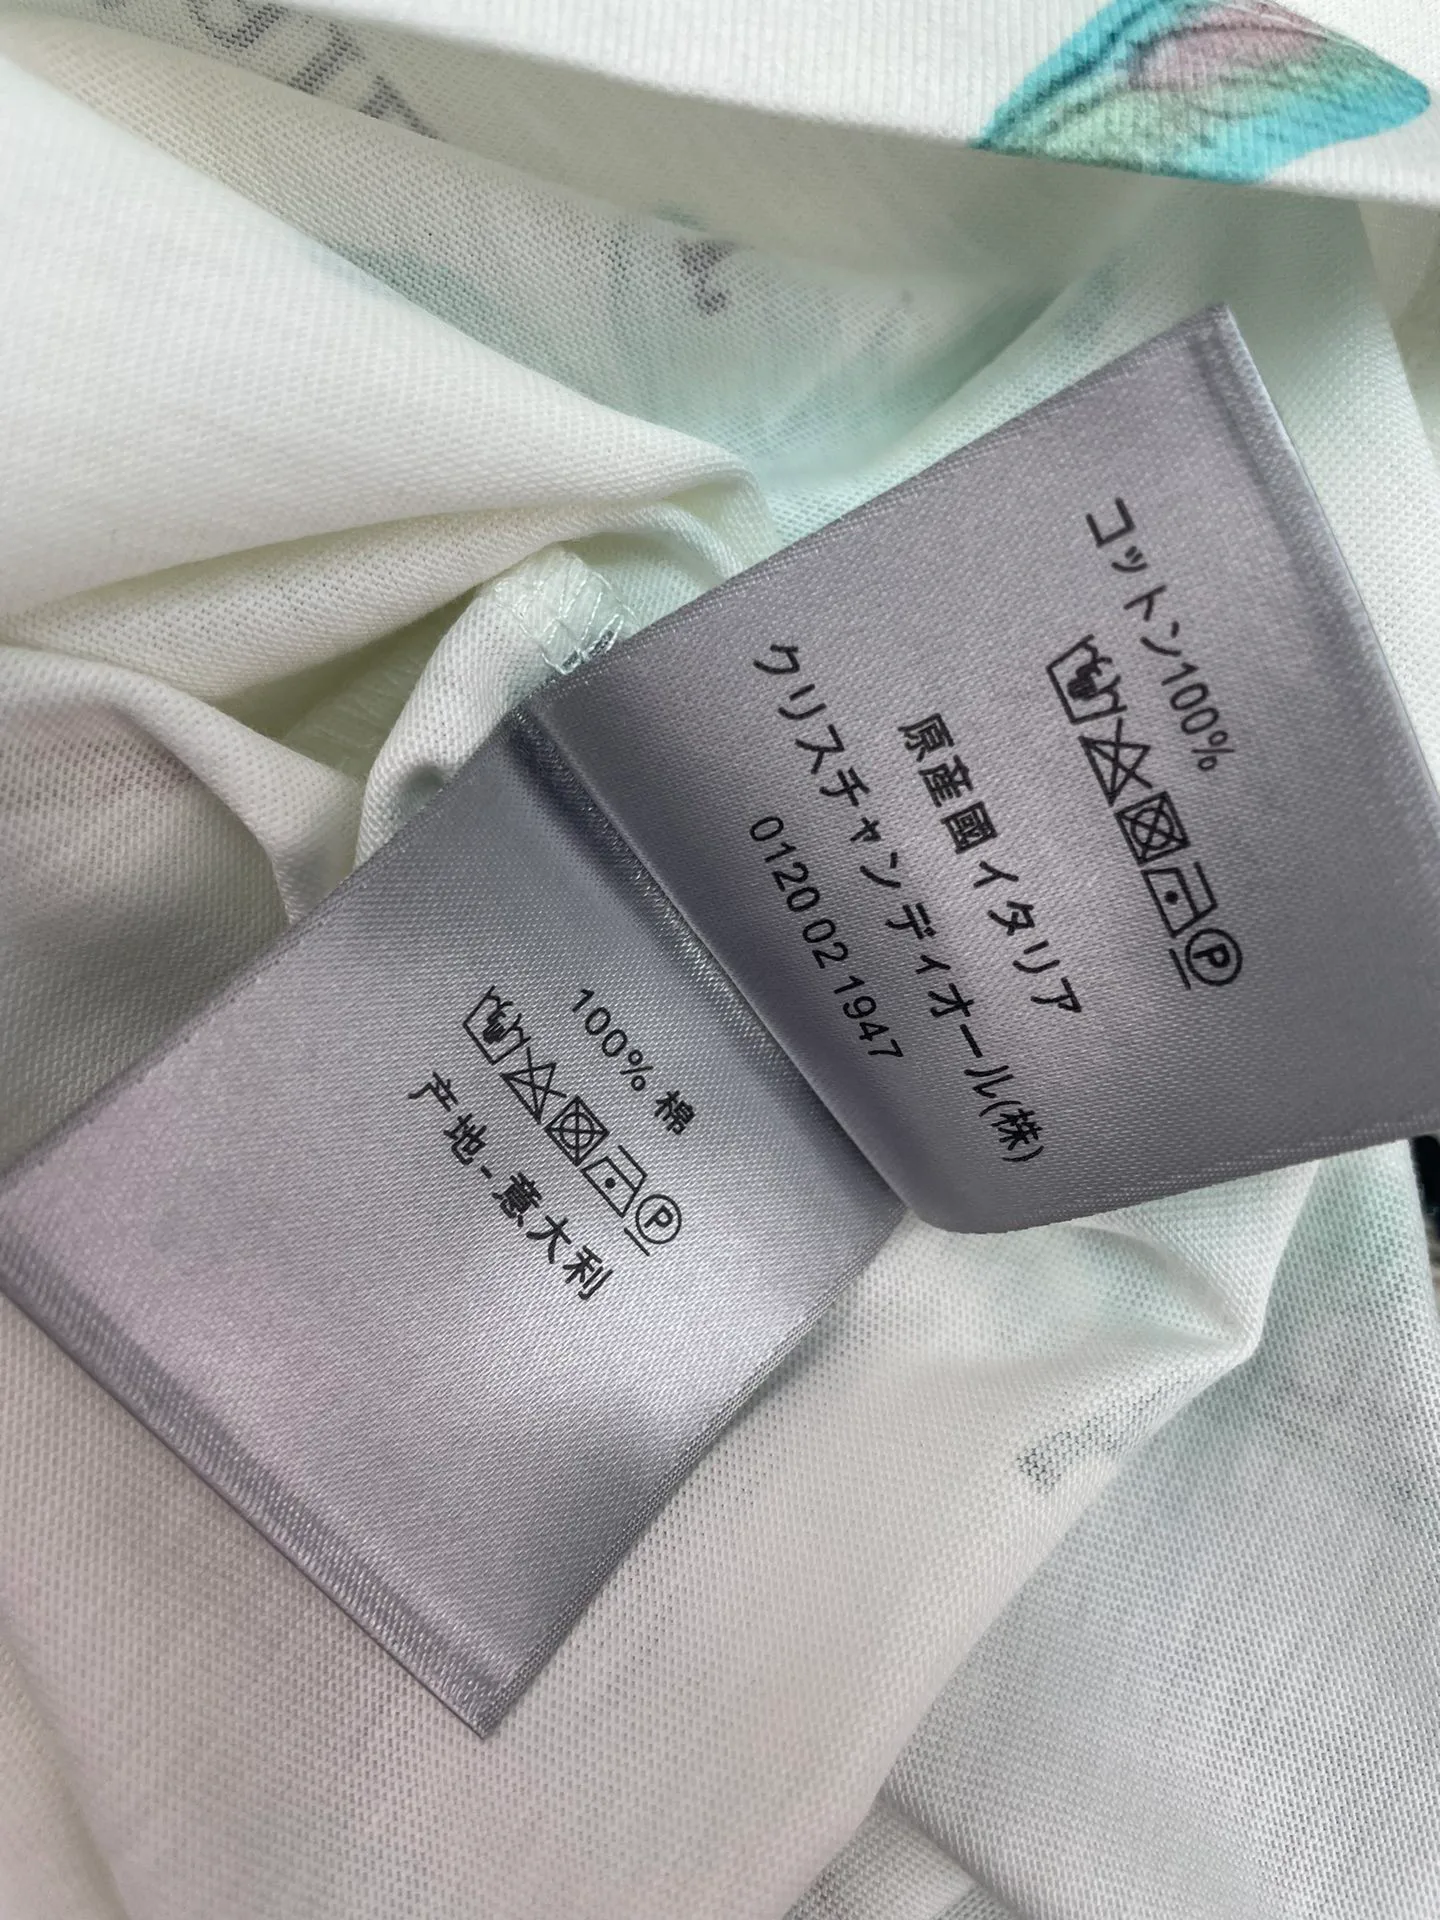 コットン100%
原産國イタリア
クリスチャンディオール(株)
0120 02 1947
100% 棉
产地-意大利